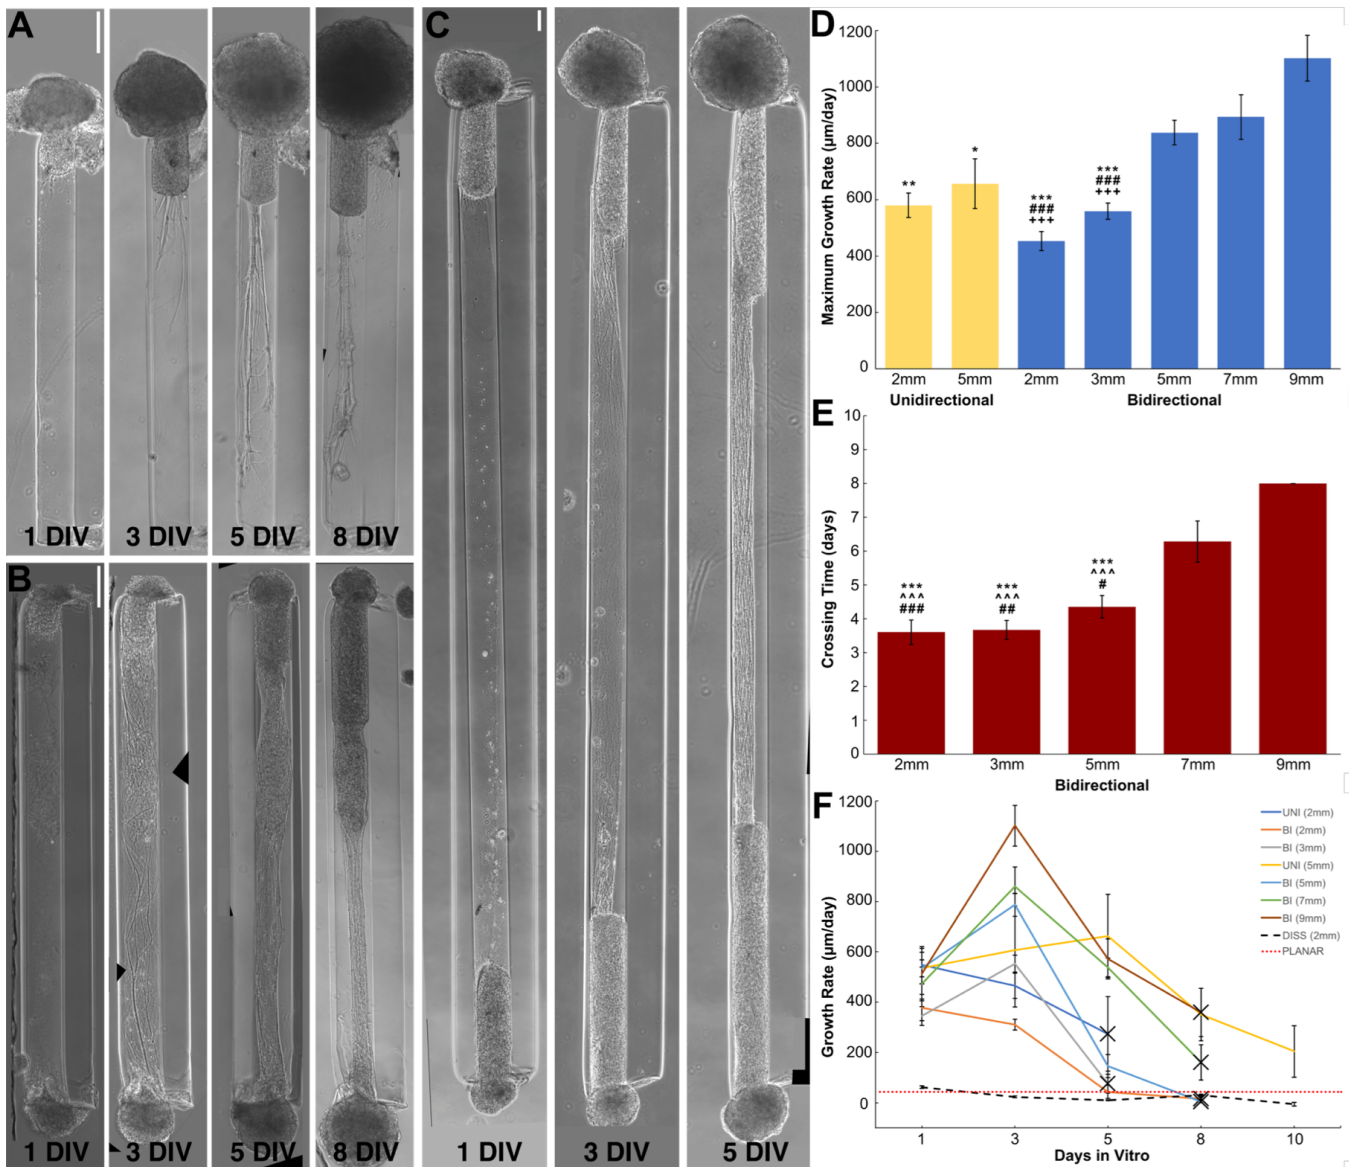 A
1 DIV
3 DIV
5 DIV
8 DIV
B
1 DIV
3 DIV
5 DIV
8 DIV
C
1 DIV
3 DIV
5 DIV
D
Maximum Growth Rate (μm/day)
1200
1000
800
600
400
200
0
**
*
***
###
+++
***
###
+++
2mm 5mm 2mm 3mm 5mm 7mm 9mm
Unidirectional Bidirectional
E
Crossing Time (days)
10
9
8
7
6
5
4
3
2
1
0
***
^^^
###
***
^^^
##
***
^^^
#
2mm 3mm 5mm 7mm 9mm
Bidirectional
F
Growth Rate (μm/day)
1200
1000
800
600
400
200
0
UNI (2mm)
BI (2mm)
BI (3mm)
UNI (5mm)
BI (5mm)
BI (7mm)
BI (9mm)
DISS (2mm)
PLANAR
1 3 5 8 10
Days in Vitro